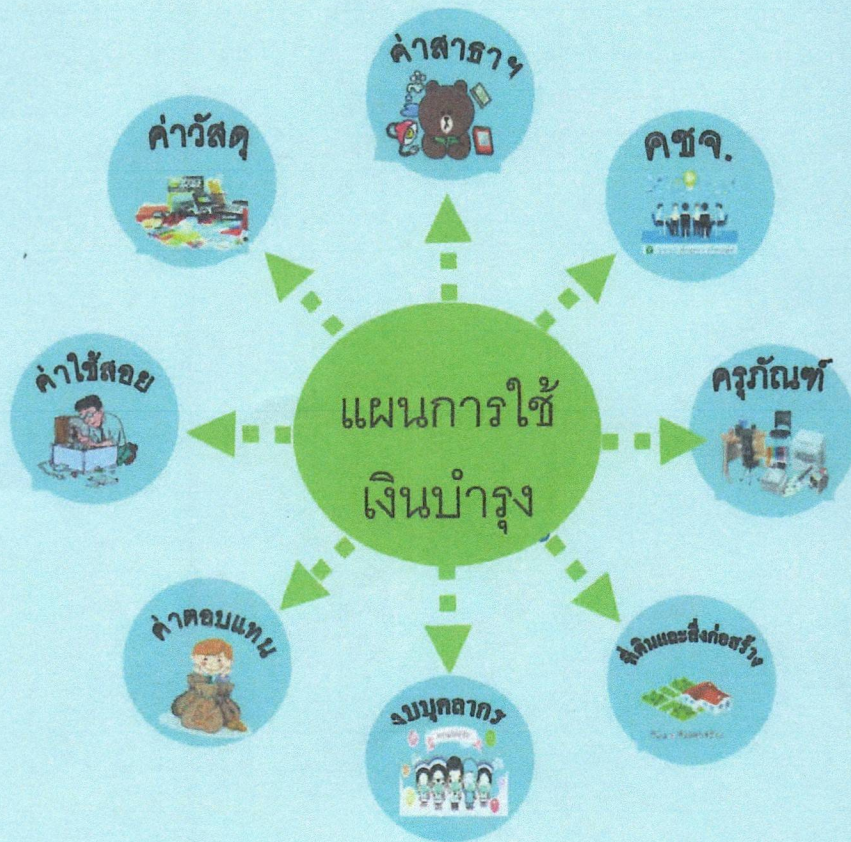 ค่าสาธาฯ
คชจ.
ครุภัณฑ์
ที่ดินและสิ่งก่อสร้าง
งบบุคลากร
ค่าตอบแทน
ค่าใช้สอย
ค่าวัสดุ
แผนการใช้
เงินบำรุง